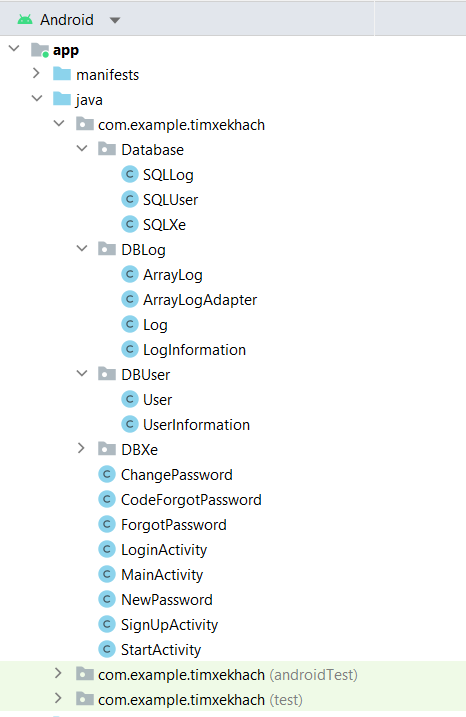 Android
app
manifests
java
com.example.timxekhach
Database
C SQLLog
C SQLUser
C SQLXe
DBLog
C ArrayLog
C ArrayLogAdapter
C Log
C LogInformation
DBUser
C User
C UserInformation
DBXe
C ChangePassword
C CodeForgotPassword
C ForgotPassword
C LoginActivity
C MainActivity
C NewPassword
C SignUpActivity
C StartActivity
com.example.timxekhach (androidTest)
com.example.timxekhach (test)